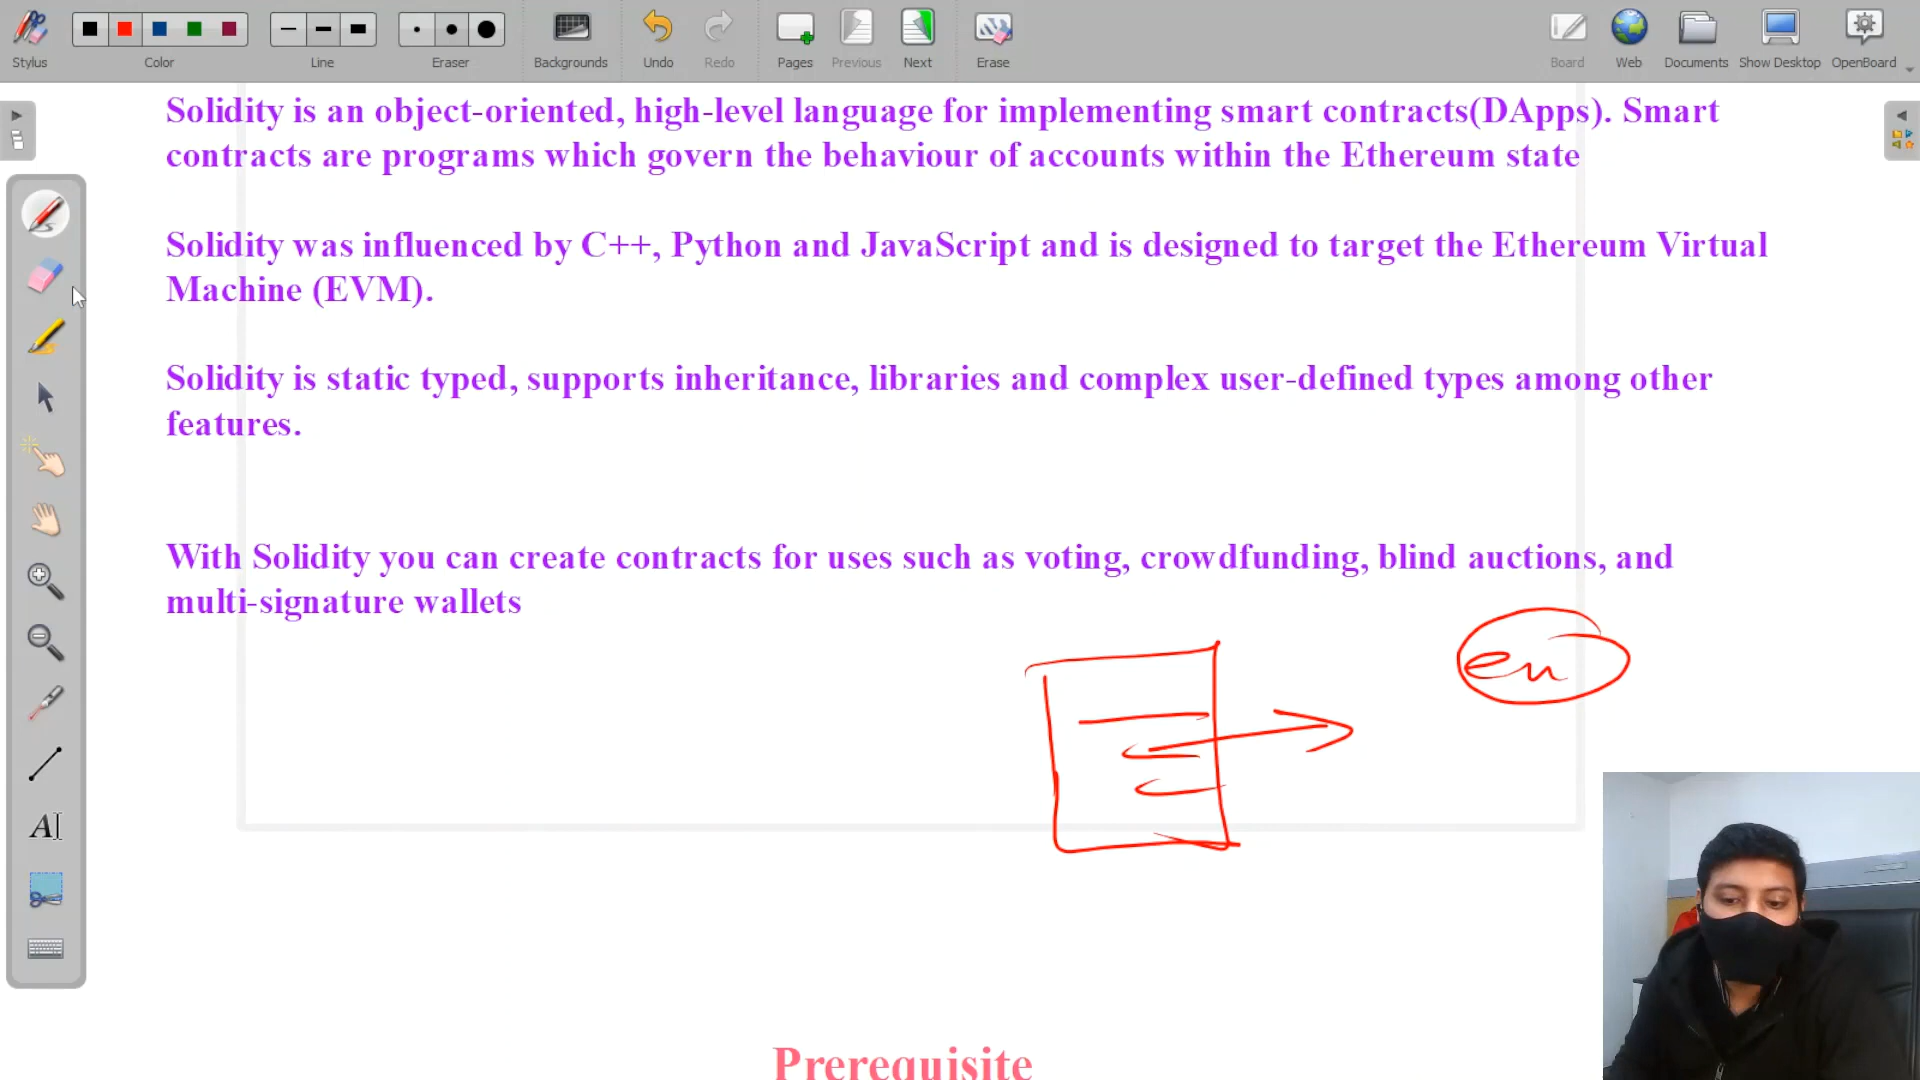 Stylus Color Line Eraser Backgrounds Undo Redo Pages Previous Next Erase Board Web Documents Show Desktop OpenBoard
Solidity is an object-oriented, high-level language for implementing smart contracts(DApps). Smart
contracts are programs which govern the behaviour of accounts within the Ethereum state
Solidity was influenced by C++, Python and JavaScript and is designed to target the Ethereum Virtual
Machine (EVM).
Solidity is static typed, supports inheritance, libraries and complex user-defined types among other
features.
With Solidity you can create contracts for uses such as voting, crowdfunding, blind auctions, and
multi-signature wallets
Prerequisite